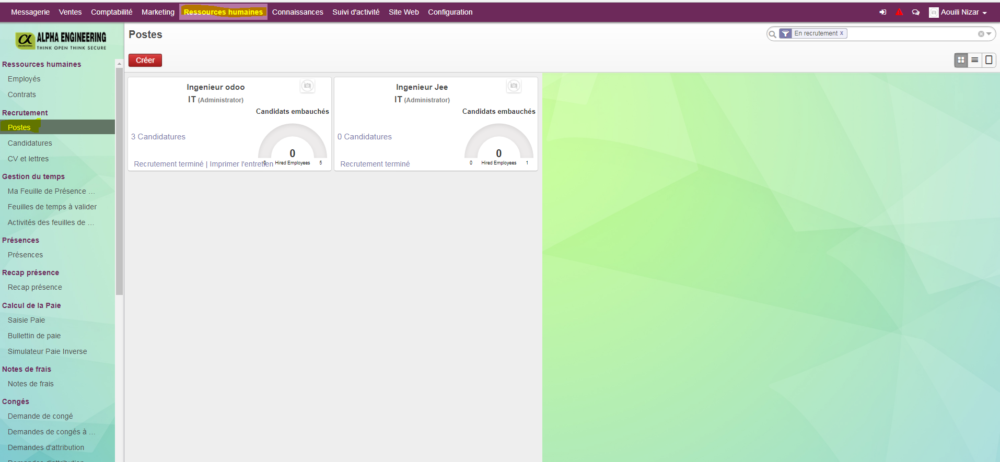 Messagerie Ventes Comptabilité Marketing Ressources humaines Connaissances Suivi d'activité Site Web Configuration Aouili Nizar
α ALPHA ENGINEERING
ENGINEERING THINK OPEN THINK SECURE
Ressources humaines
Employés
Contrats
Recrutement
Postes
Candidatures
CV et lettres
Gestion du temps
Ma Feuille de Présence ...
Feuilles de temps à valider
Activités des feuilles de ...
Présences
Présences
Recap présence
Recap présence
Calcul de la Paie
Saisie Paie
Bullettin de paie
Simulateur Paie Inverse
Notes de frais
Notes de frais
Congés
Demande de congé
Demandes de congés à ...
Demandes d'attribution
Demandes d'attribution
Postes
En recrutement x
Créer
Ingenieur odoo
IT (Administrator)
Candidats embauchés
3 Candidatures
0
0 Hired Employees 5
Recrutement terminé | Imprimer l'entretien
Ingenieur Jee
IT (Administrator)
Candidats embauchés
0 Candidatures
0
0 Hired Employees 1
Recrutement terminé